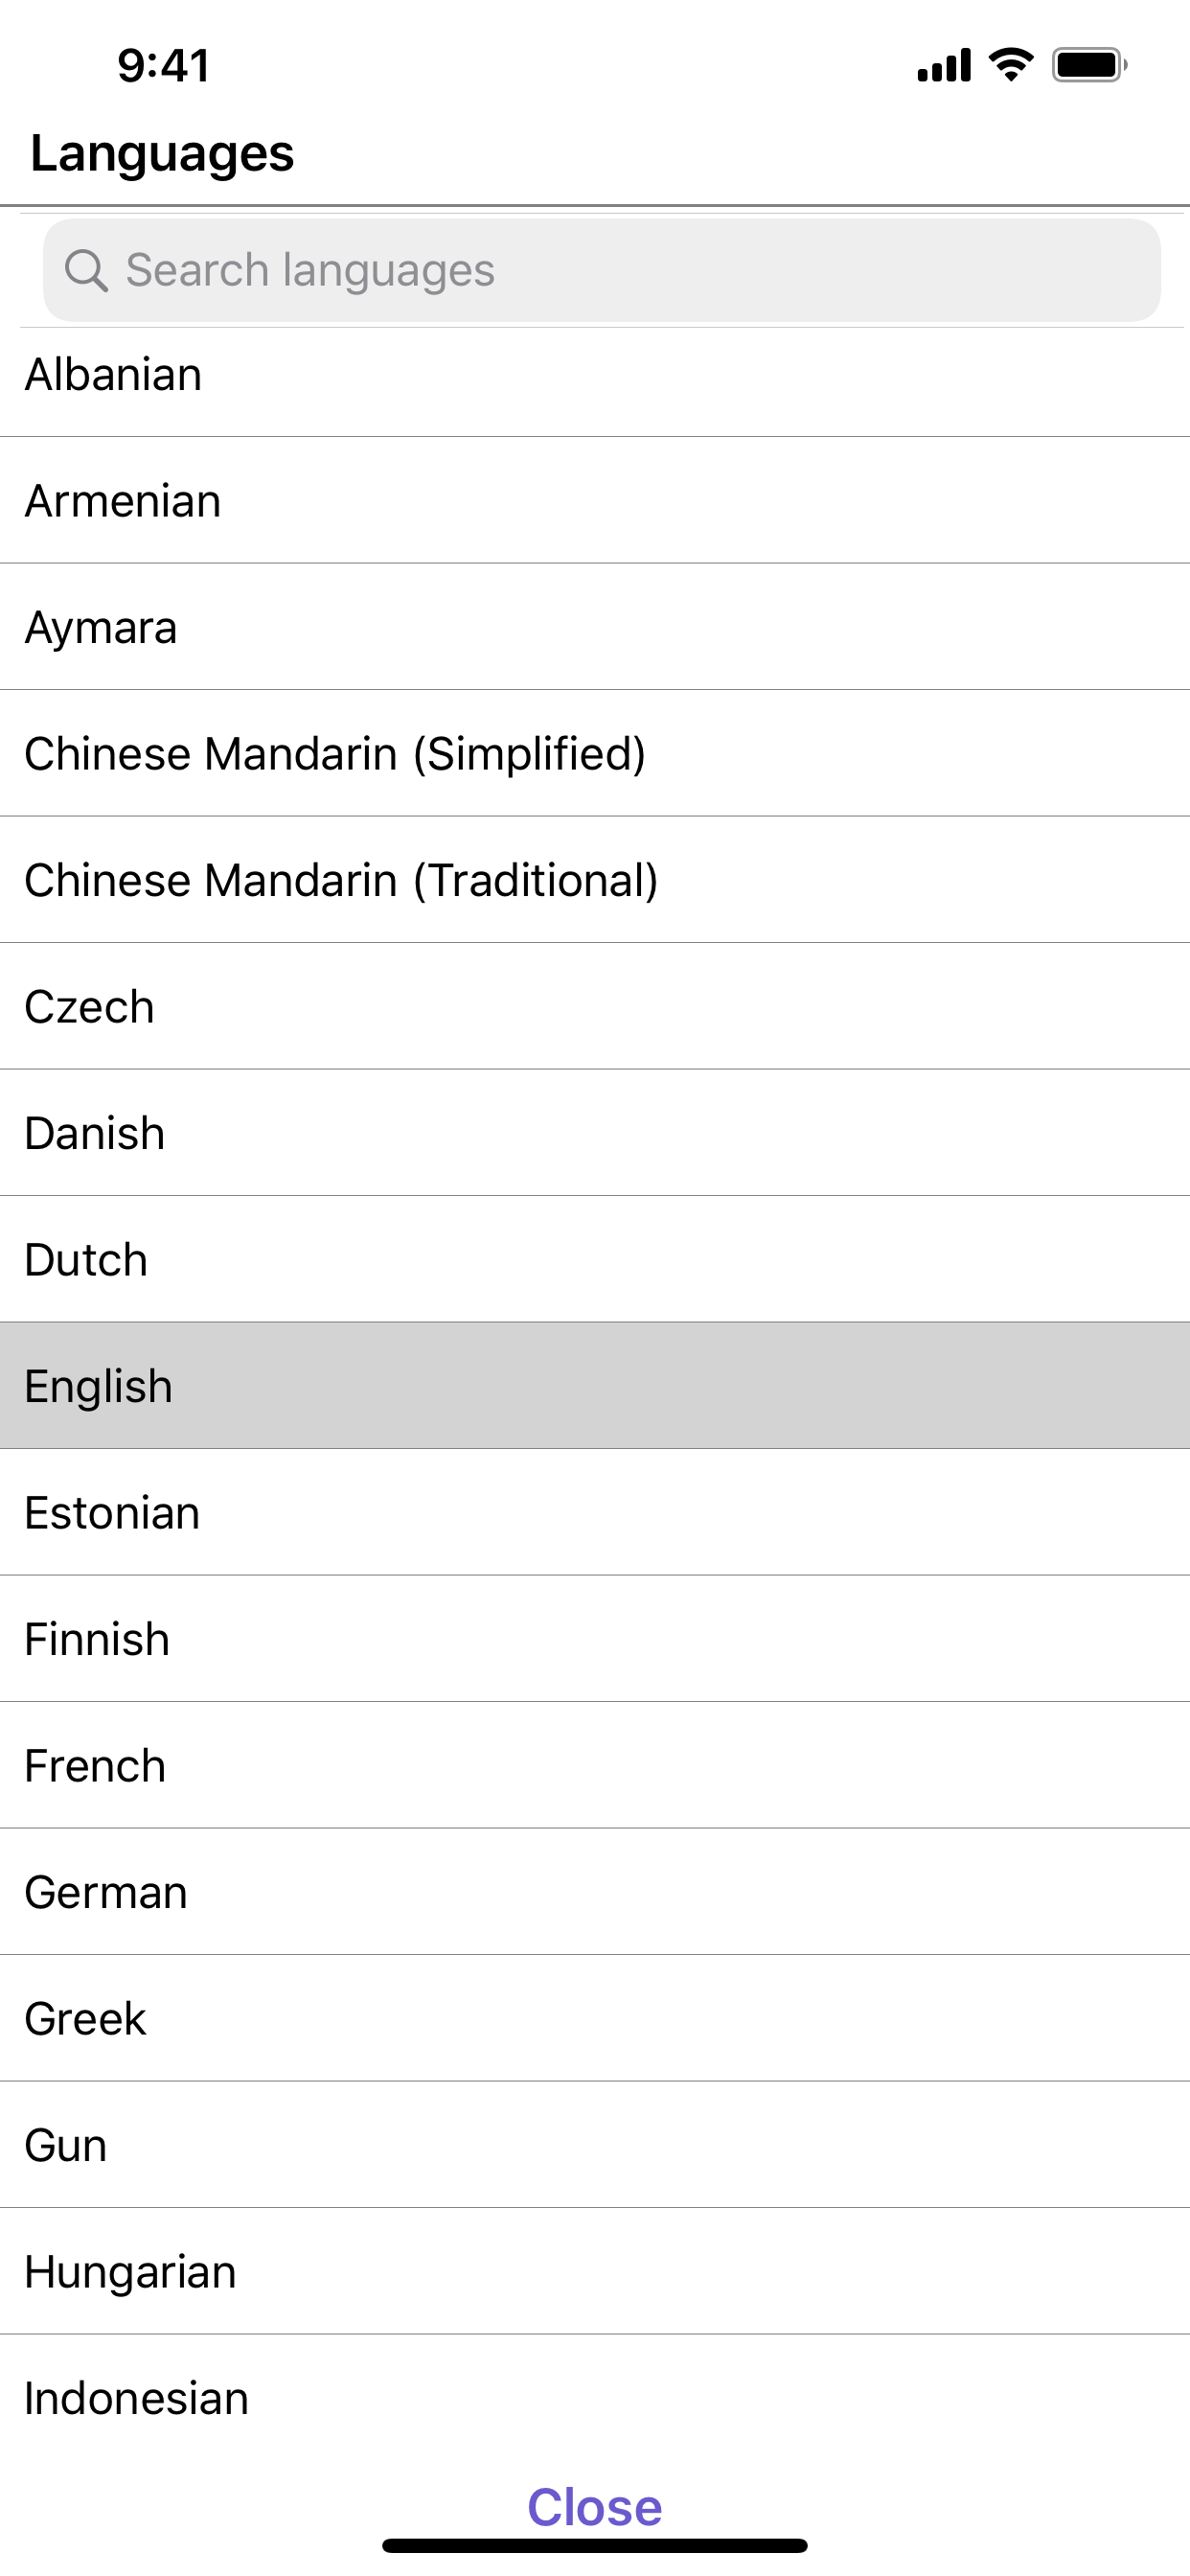 9:41
Languages
Search languages
Albanian
Armenian
Aymara
Chinese Mandarin (Simplified)
Chinese Mandarin (Traditional)
Czech
Danish
Dutch
English
Estonian
Finnish
French
German
Greek
Gun
Hungarian
Indonesian
Close